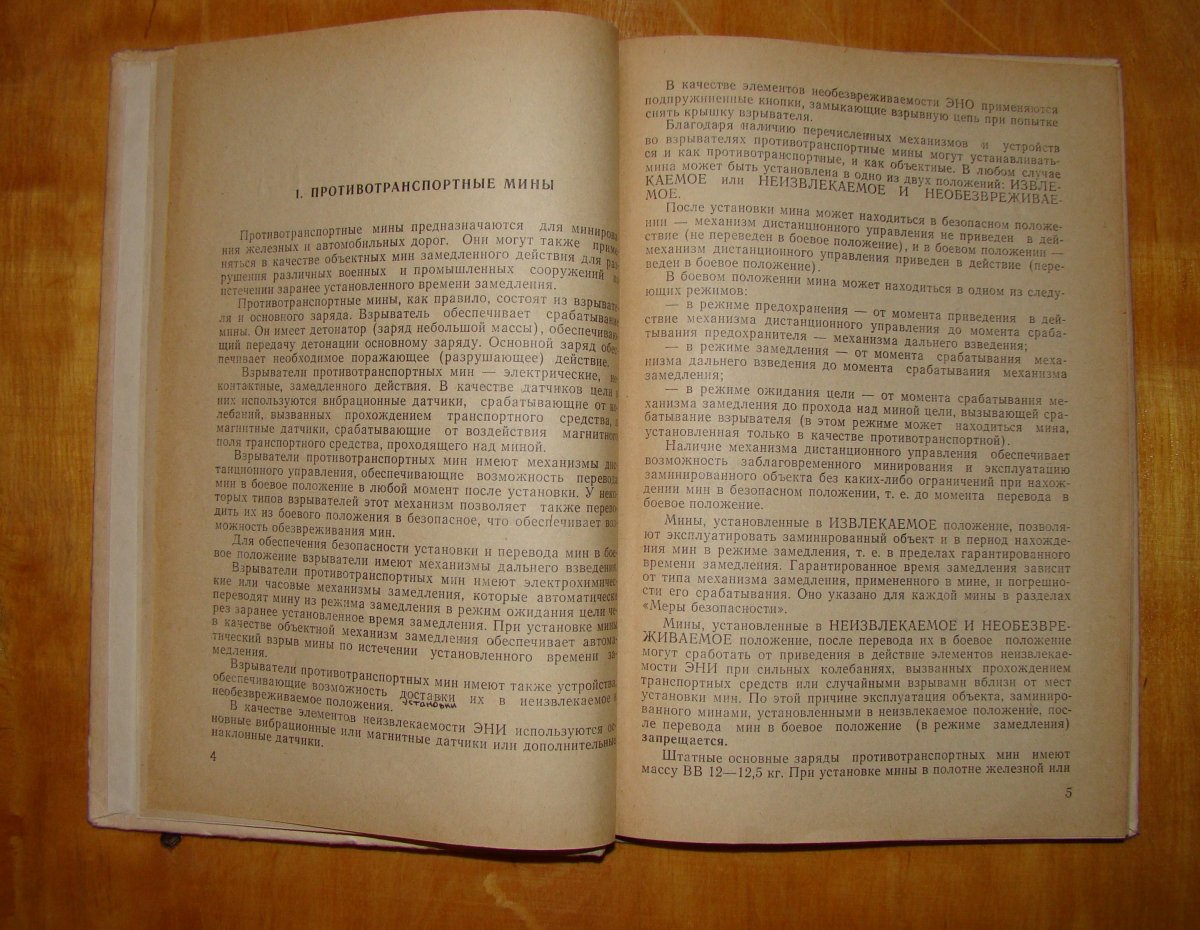 I. ПРОТИВОТРАНСПОРТНЫЕ МИНЫ
Противотранспортные мины предназначаются для минирова
ния железных и автомобильных дорог. Они могут также приме
няться в качестве объектных мин замедленного действия для раз
рушения различных военных и промышленных сооружений по
истечении заранее установленного времени замедления.
Противотранспортные мины, как правило, состоят из взрывате
ля и основного заряда. Взрыватель обеспечивает срабатывание
мины. Он имеет детонатор (заряд небольшой массы), обеспечиваю
щий передачу детонации основному заряду. Основной заряд обес
печивает необходимое поражающее (разрушающее) действие.
Взрыватели противотранспортных мин — электрические, не
контактные, замедленного действия. В качестве датчиков цели в
них используются вибрационные датчики, срабатывающие от ко
лебаний, вызванных прохождением транспортного средства, и
магнитные датчики, срабатывающие от воздействия магнитного
поля транспортного средства, проходящего над миной.
Взрыватели противотранспортных мин имеют механизмы дис
танционного управления, обеспечивающие возможность перевода
мин в боевое положение в любой момент после установки. У неко
торых типов взрывателей этот механизм позволяет также перево
дить их из боевого положения в безопасное, что обеспечивает воз
можность обезвреживания мин.
Для обеспечения безопасности установки и перевода мин в бое
вое положение взрыватели имеют механизмы дальнего взведения.
Взрыватели противотранспортных мин имеют электрохимичес
кие или часовые механизмы замедления, которые автоматически
переводят мину из режима замедления в режим ожидания цели че
рез заранее установленное время замедления. При установке мины
в качестве объектной механизм замедления обеспечивает автома
тический взрыв мины по истечении установленного времени за
медления.
Взрыватели противотранспортных мин имеют также устройства,
обеспечивающие возможность доставки их в неизвлекаемое и
необезвреживаемое положения. установки
В качестве элементов неизвлекаемости ЭНИ используются ос
новные вибрационные или магнитные датчики или дополнительные
наклонные датчики.
4
В качестве элементов необезвреживаемости ЭНО применяются
подпружиненные кнопки, замыкающие взрывную цепь при попытке
снять крышку взрывателя.
Благодаря наличию перечисленных механизмов и устройств
во взрывателях противотранспортные мины могут устанавливать-
ся и как противотранспортные, и как объектные. В любом случае
мина может быть установлена в одно из двух положений: ИЗВЛЕ-
КАЕМОЕ или НЕИЗВЛЕКАЕМОЕ И НЕОБЕЗВРЕЖИВАЕ-
МОЕ.
После установки мина может находиться в безопасном положе-
нии — механизм дистанционного управления не приведен в дей-
ствие (не переведен в боевое положение), и в боевом положении —
механизм дистанционного управления приведен в действие (пере-
веден в боевое положение).
В боевом положении мина может находиться в одном из следу-
ющих режимов:
— в режиме предохранения — от момента приведения в дей-
ствие механизма дистанционного управления до момента сраба-
тывания предохранителя — механизма дальнего взведения;
— в режиме замедления — от момента срабатывания меха-
низма дальнего взведения до момента срабатывания механизма
замедления;
— в режиме ожидания цели — от момента срабатывания ме-
ханизма замедления до прохода над миной цели, вызывающей сра-
батывание взрывателя (в этом режиме может находиться мина,
установленная только в качестве противотранспортной).
Наличие механизма дистанционного управления обеспечивает
возможность заблаговременного минирования и эксплуатацию
заминированного объекта без каких-либо ограничений при нахож-
дении мин в безопасном положении, т. е. до момента перевода в
боевое положение.
Мины, установленные в ИЗВЛЕКАЕМОЕ положение, позволя-
ют эксплуатировать заминированный объект и в период нахожде-
ния мин в режиме замедления, т. е. в пределах гарантированного
времени замедления. Гарантированное время замедления зависит
от типа механизма замедления, примененного в мине, и погрешно-
сти его срабатывания. Оно указано для каждой мины в разделах
«Меры безопасности».
Мины, установленные в НЕИЗВЛЕКАЕМОЕ И НЕОБЕЗВРЕ-
ЖИВАЕМОЕ положение, после перевода их в боевое положение
могут сработать от приведения в действие элементов неизвлекае-
мости ЭНИ при сильных колебаниях, вызванных прохождением
транспортных средств или случайными взрывами вблизи от мест
установки мин. По этой причине эксплуатация объекта, заминиро-
ванного минами, установленными в неизвлекаемое положение, пос-
ле перевода мин в боевое положение (в режиме замедления)
запрещается.
Штатные основные заряды противотранспортных мин имеют
массу ВВ 12—12,5 кг. При установке мины в полотне железной или
5